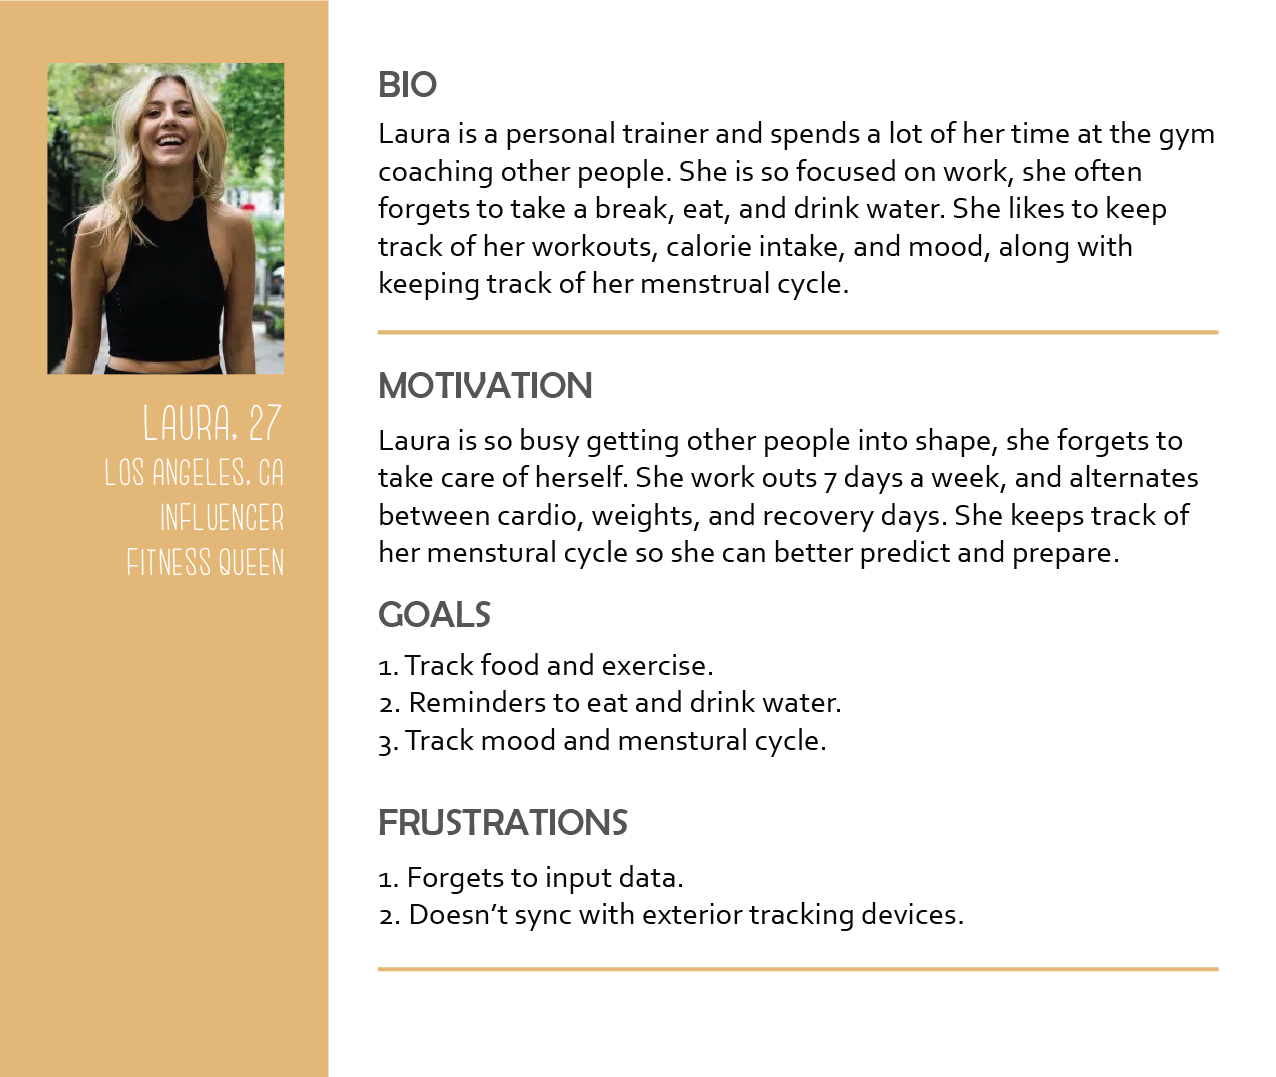 LAURA, 27
LOS ANGELES, CA
INFLUENCER
FITNESS QUEEN
BIO
Laura is a personal trainer and spends a lot of her time at the gym
coaching other people. She is so focused on work, she often
forgets to take a break, eat, and drink water. She likes to keep
track of her workouts, calorie intake, and mood, along with
keeping track of her menstrual cycle.
MOTIVATION
Laura is so busy getting other people into shape, she forgets to
take care of herself. She work outs 7 days a week, and alternates
between cardio, weights, and recovery days. She keeps track of
her menstural cycle so she can better predict and prepare.
GOALS
1. Track food and exercise.
2. Reminders to eat and drink water.
3. Track mood and menstural cycle.
FRUSTRATIONS
1. Forgets to input data.
2. Doesn’t sync with exterior tracking devices.